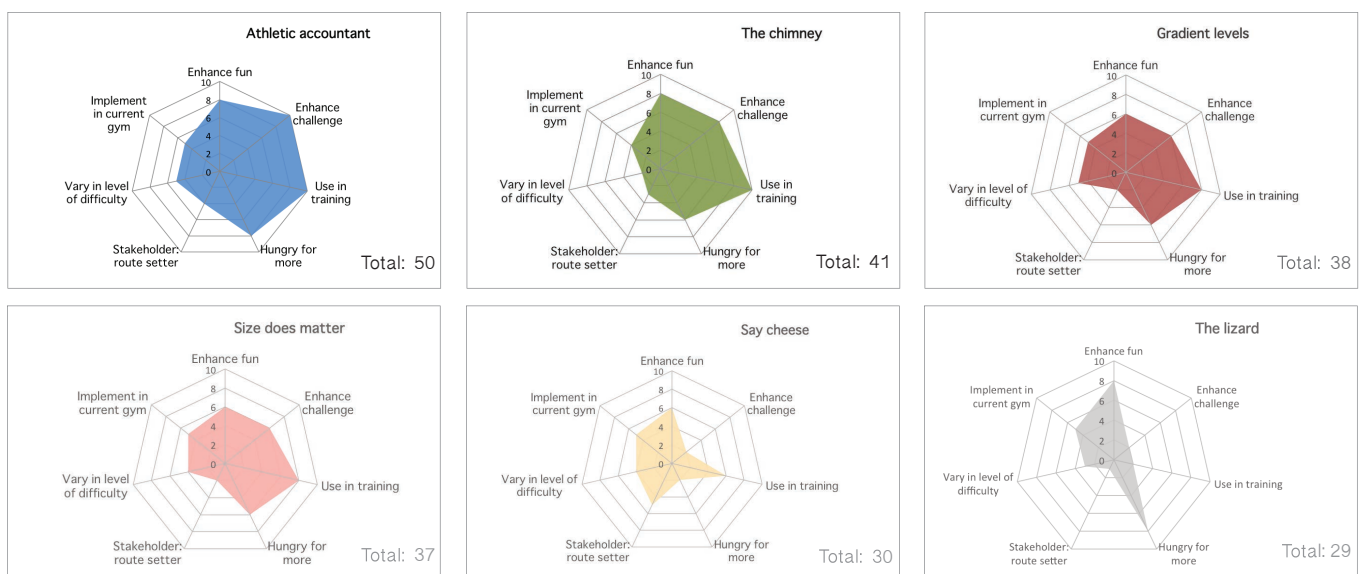 Athletic accountant
Enhance fun
10
8
6
4
2
0
Enhance
challenge
Use in
training
Hungry for
more
Stakeholder:
route setter
Vary in level
of difficulty
Implement
in current
gym
Total: 50
The chimney
Enhance fun
10
8
6
4
2
0
Enhance
challenge
Use in
training
Hungry for
more
Stakeholder:
route setter
Vary in level
of difficulty
Implement in
current gym
Total: 41
Gradient levels
Enhance fun
10
8
6
4
2
0
Enhance
challenge
Use in training
Hungry for
more
Stakeholder:
route setter
Vary in level of
difficulty
Implement in
current gym
Total: 38
Size does matter
Enhance fun
10
8
6
4
2
0
Enhance
challenge
Use in training
Hungry for
more
Stakeholder:
route setter
Vary in level
of difficulty
Implement in
current gym
Total: 37
Say cheese
Enhance fun
10
8
6
4
2
0
Enhance
challenge
Use in training
Hungry for
more
Stakeholder:
route setter
Vary in level of
difficulty
Implement in
current gym
Total: 30
The lizard
Enhance fun
10
8
6
4
2
0
Enhance
challenge
Use in training
Hungry for
more
Stakeholder:
route setter
Vary in level of
difficulty
Implement in
current gym
Total: 29